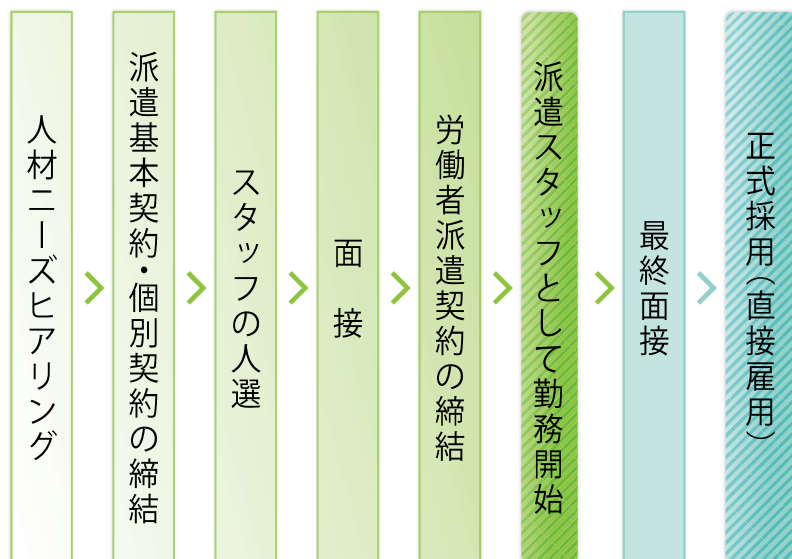 人材ニーズヒアリング
派遣基本契約・個別契約の締結
スタッフの人選
面　接
労働者派遣契約の締結
派遣スタッフとして勤務開始
最終面接
正式採用（直接雇用）